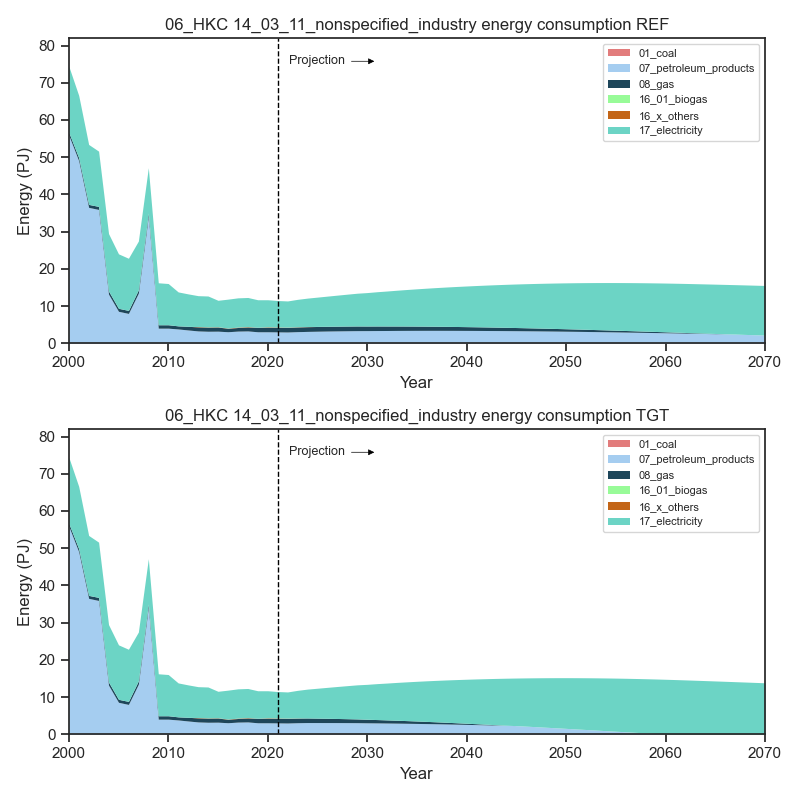 06_HKC 14_03_11_nonspecified_industry energy consumption REF
80
70
60
50
40
30
20
10
0
Energy (PJ)
Projection
01_coal
07_petroleum_products
08_gas
16_01_biogas
16_x_others
17_electricity
2000 2010 2020 2030 2040 2050 2060 2070
Year
06_HKC 14_03_11_nonspecified_industry energy consumption TGT
80
70
60
50
40
30
20
10
0
Energy (PJ)
Projection
01_coal
07_petroleum_products
08_gas
16_01_biogas
16_x_others
17_electricity
2000 2010 2020 2030 2040 2050 2060 2070
Year